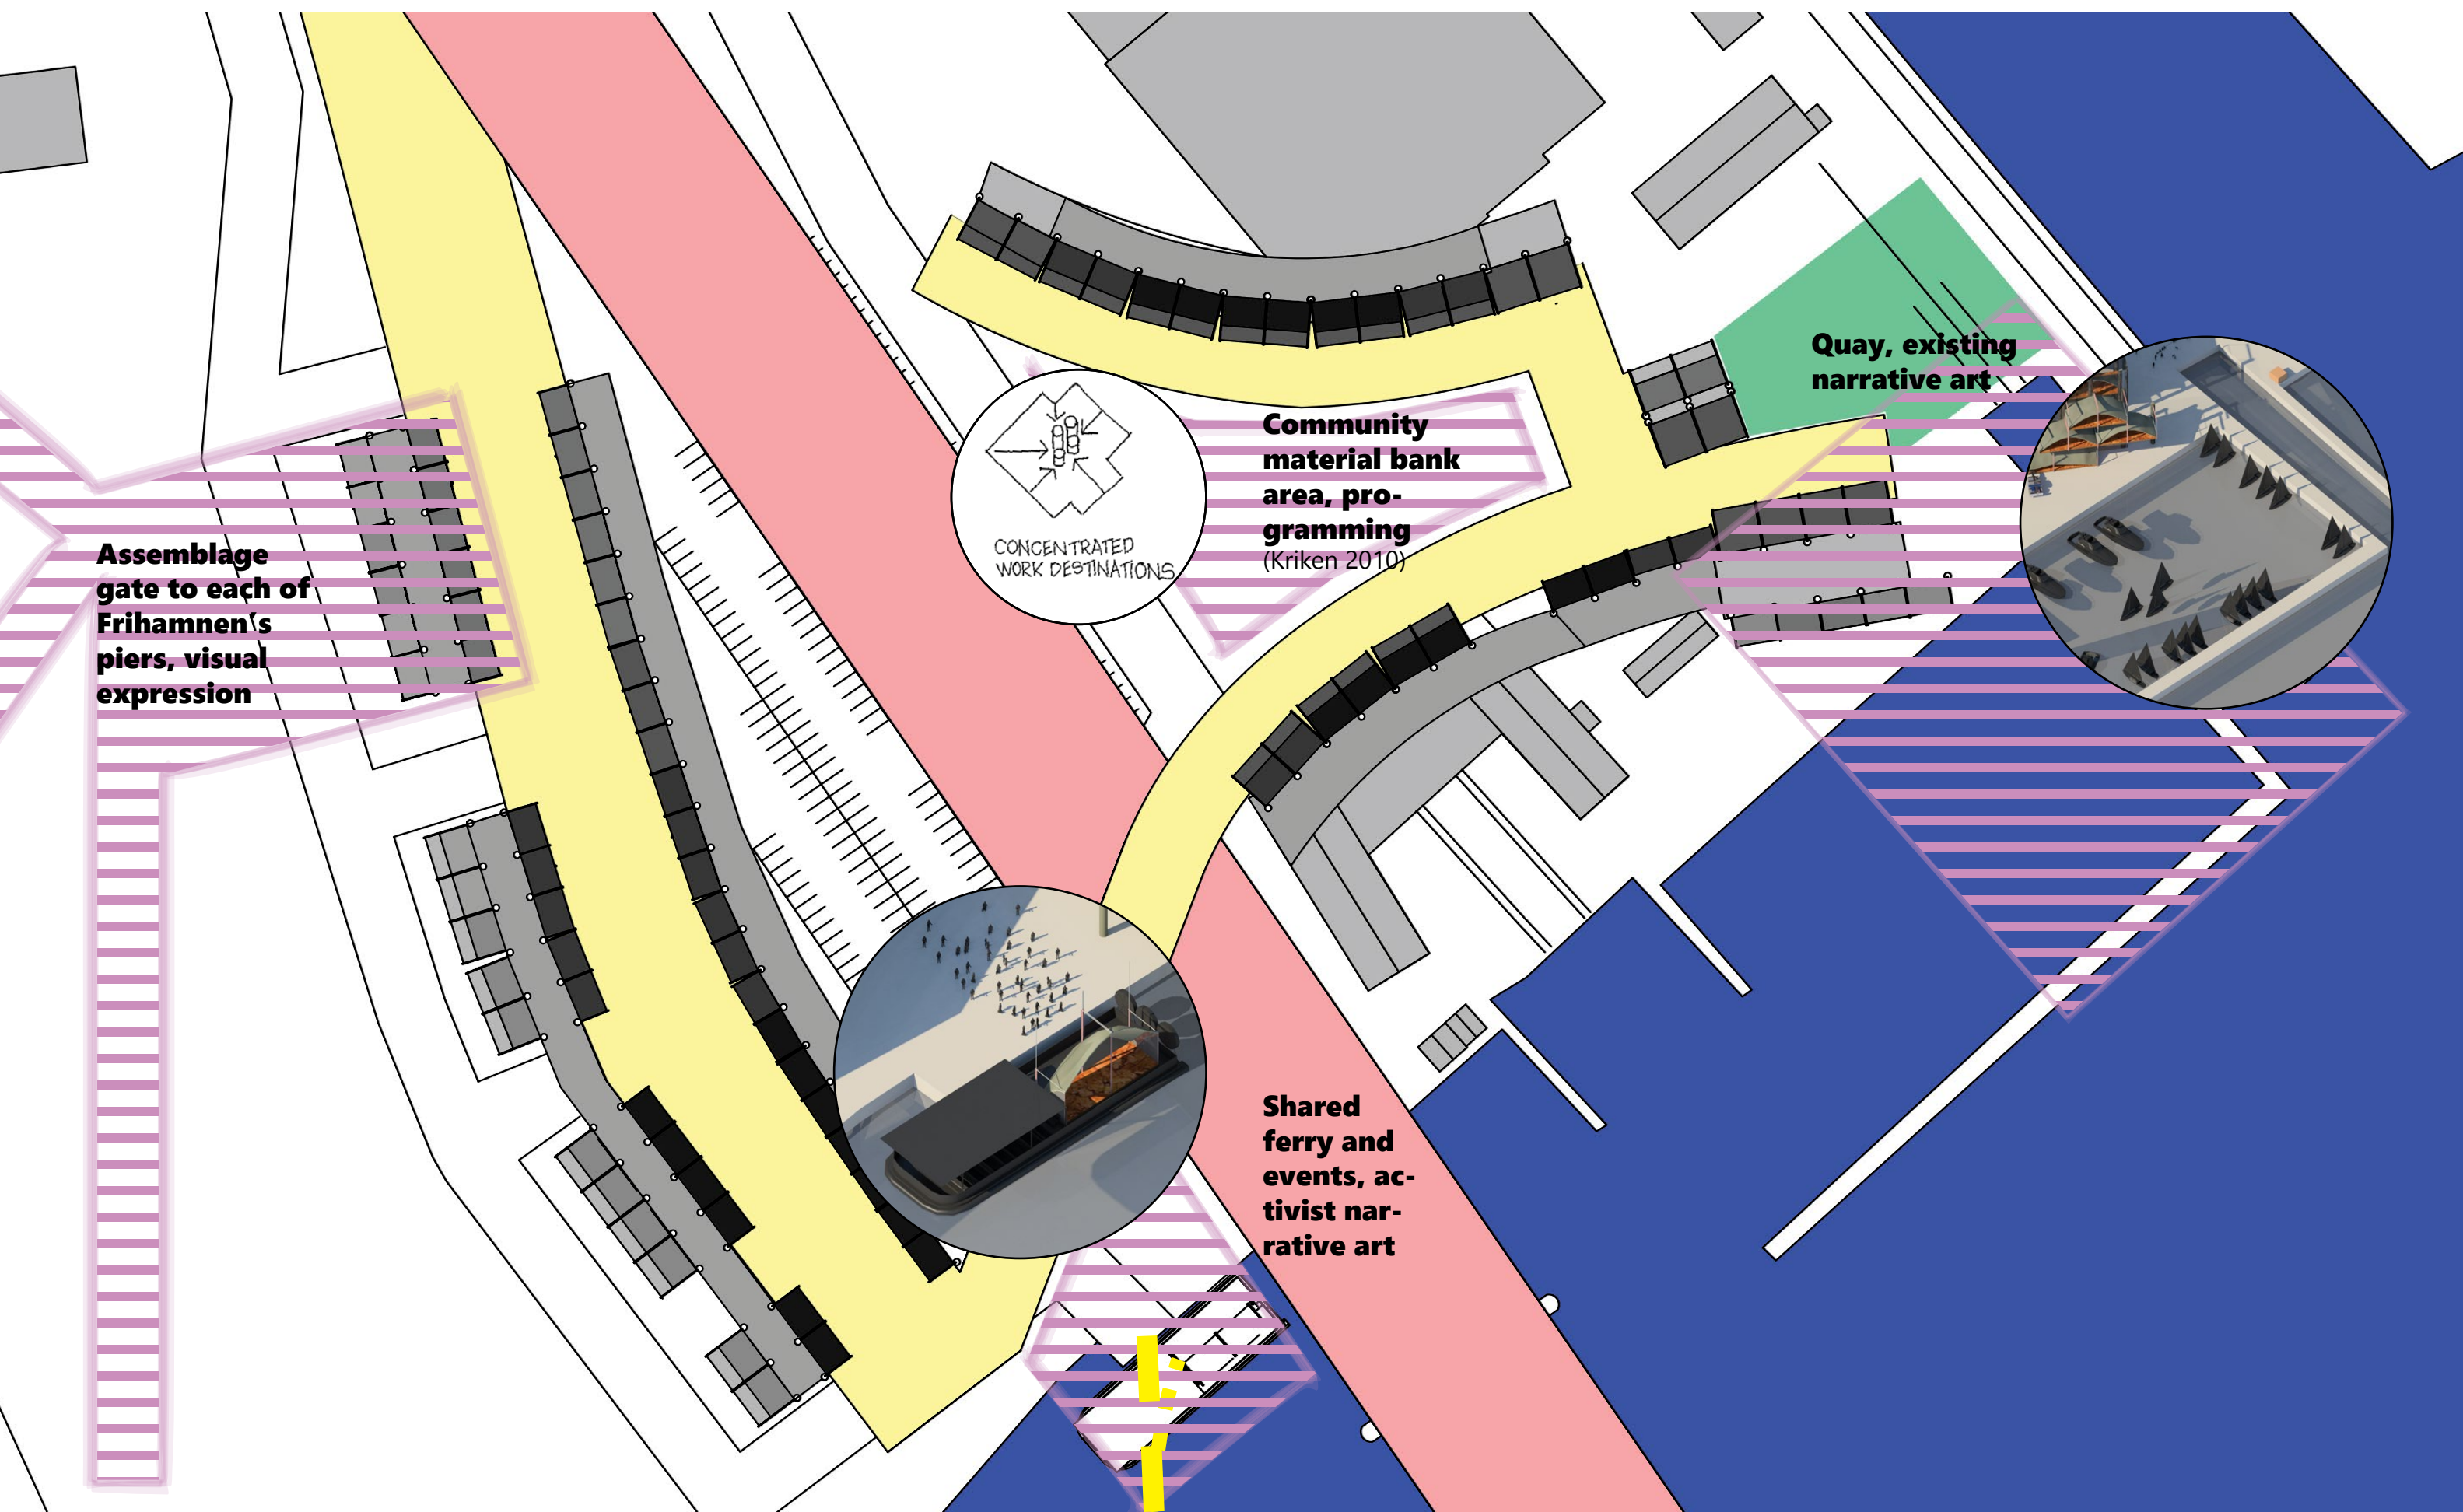 Quay, existing
narrative art
Community
material bank
area, pro-
gramming
(Kriken 2010)
CONCENTRATED
WORK DESTINATIONS
Assemblage
gate to each of
Frihamnen´s
piers, visual
expression
Shared
ferry and
events, ac-
tivist nar-
rative art